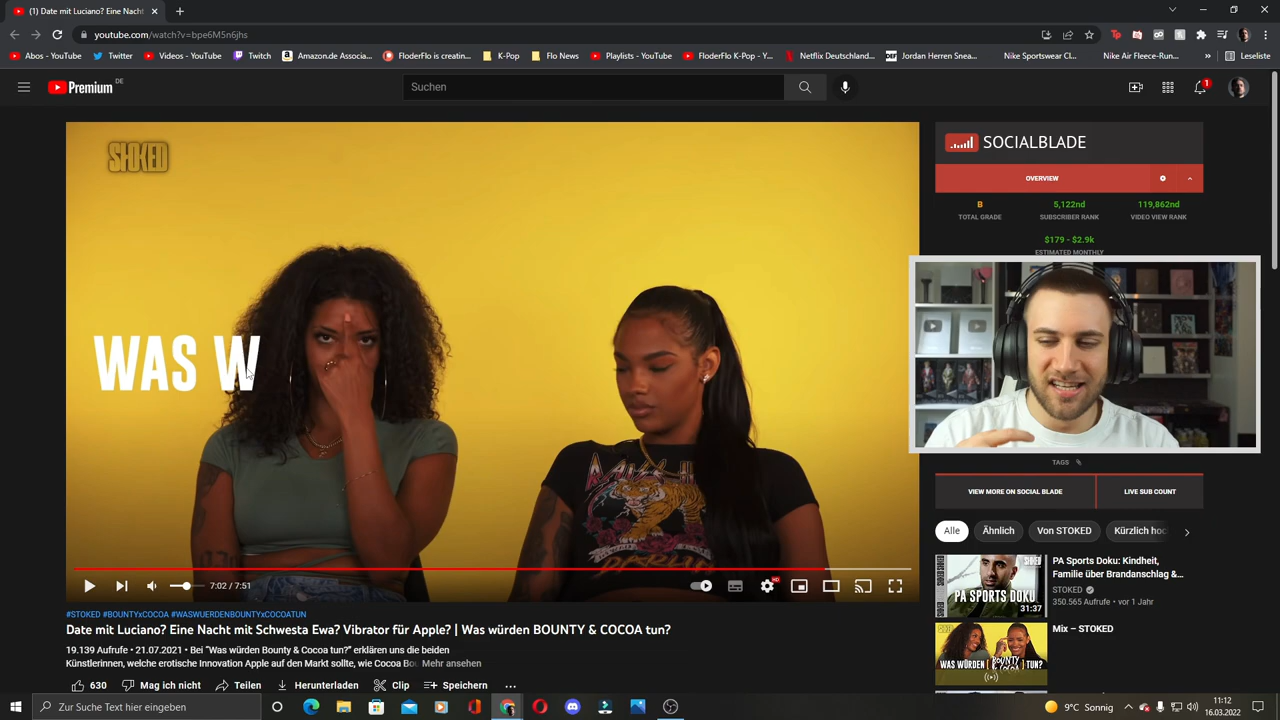 (1) Date mit Luciano? Eine Nacht
youtube.com/watch?v=bpe6M5n6jhs
Abos - YouTube
Twitter
Videos - YouTube
Twitch
Amazon.de Associate...
FloderFlo is creatin...
K-Pop
Flo News
Playlists - YouTube
FloderFlo K-Pop - Y...
Netflix Deutschland...
Jordan Herren Snea...
Nike Sportswear Cl...
Nike Air Fleece-Run...
Leseliste
Premium DE
Suchen
1
STOKED
WAS W
SOCIALBLADE
OVERVIEW
B
TOTAL GRADE
5,122nd
SUBSCRIBER RANK
119,862nd
VIDEO VIEW RANK
$179 - $2.9k
ESTIMATED MONTHLY
TAGS
VIEW MORE ON SOCIAL BLADE
LIVE SUB COUNT
Alle
Ähnlich
Von STOKED
Kürzlich hoc
7:02 / 7:51
HD
#STOKED #BOUNTYxCOCOA #WASWUERDENBOUNTYxCOCOATUN
Date mit Luciano? Eine Nacht mit Schwesta Ewa? Vibrator für Apple? | Was würden BOUNTY & COCOA tun?
19.139 Aufrufe • 21.07.2021 • Bei "Was würden Bounty & Cocoa tun?" erklären uns die beiden
Künstlerinnen, welche erotische Innovation Apple auf den Markt sollte, wie Cocoa Bou Mehr ansehen
630
Mag ich nicht
Teilen
Herunterladen
Clip
Speichern
PA SPORTS DOKU
31:37
PA Sports Doku: Kindheit,
Familie über Brandanschlag &...
STOKED
350.565 Aufrufe • vor 1 Jahr
WAS WÜRDEN [BOUNTY COCOA] TUN?
Mix – STOKED
Zur Suche Text hier eingeben
9°C Sonnig
11:12
16.03.2022